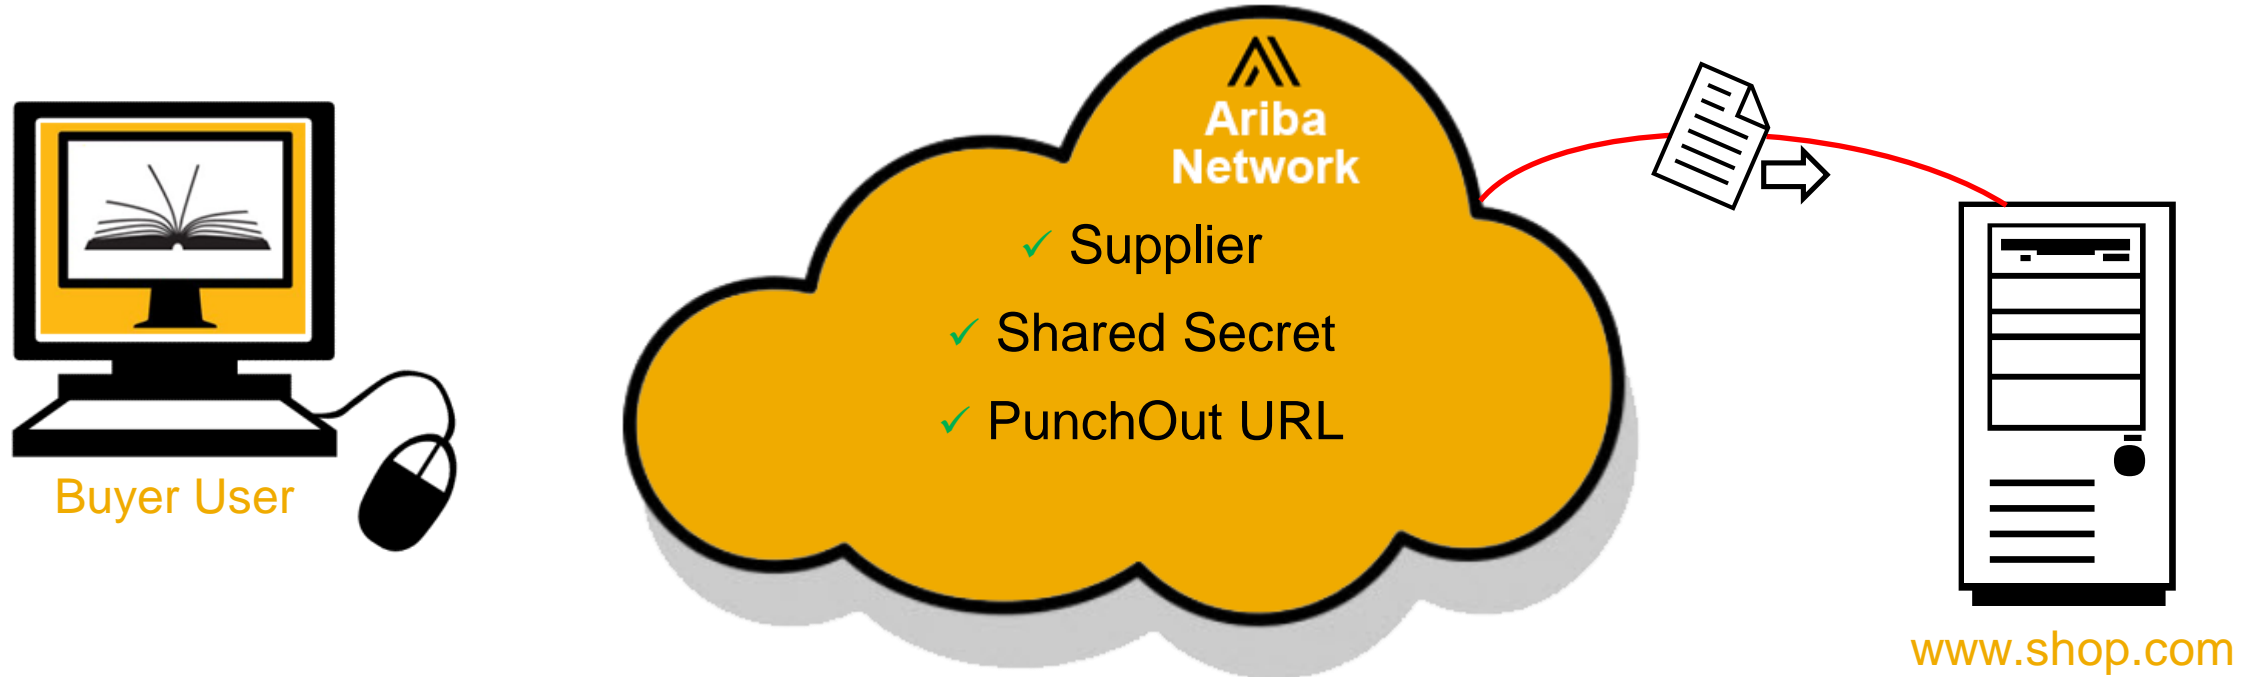 Ariba
Network
✓ Supplier
✓ Shared Secret
✓ PunchOut URL
Buyer User
www.shop.com